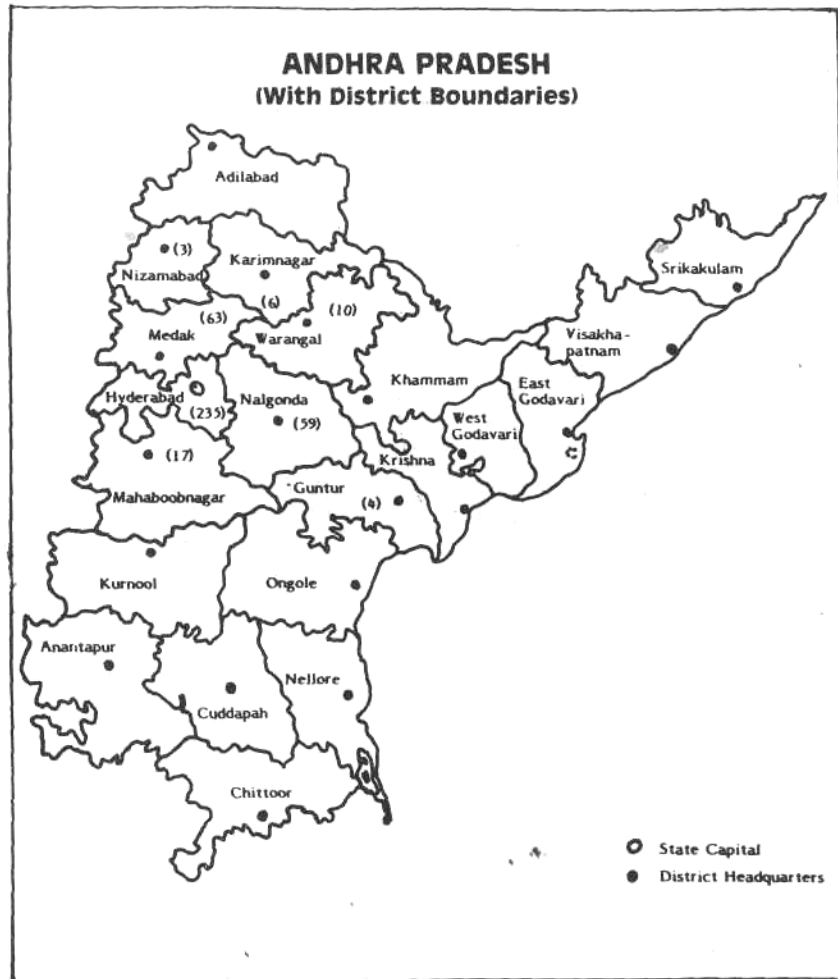 ANDHRA PRADESH
(With District Boundaries)
Adilabad
(3)
Nizamabad
Karimnagar
(6)
(63)
Medak
(10)
Warangal
Srikakulam
Visakha-
patnam
Khammam
East
Godavari
West
Godavari
Hyderabad
(235)
Nalgonda
(59)
Krishna
(17)
Mahaboobnagar
Guntur
(4)
Kurnool
Ongole
Anantapur
Nellore
Cuddapah
Chittoor
State Capital
District Headquarters